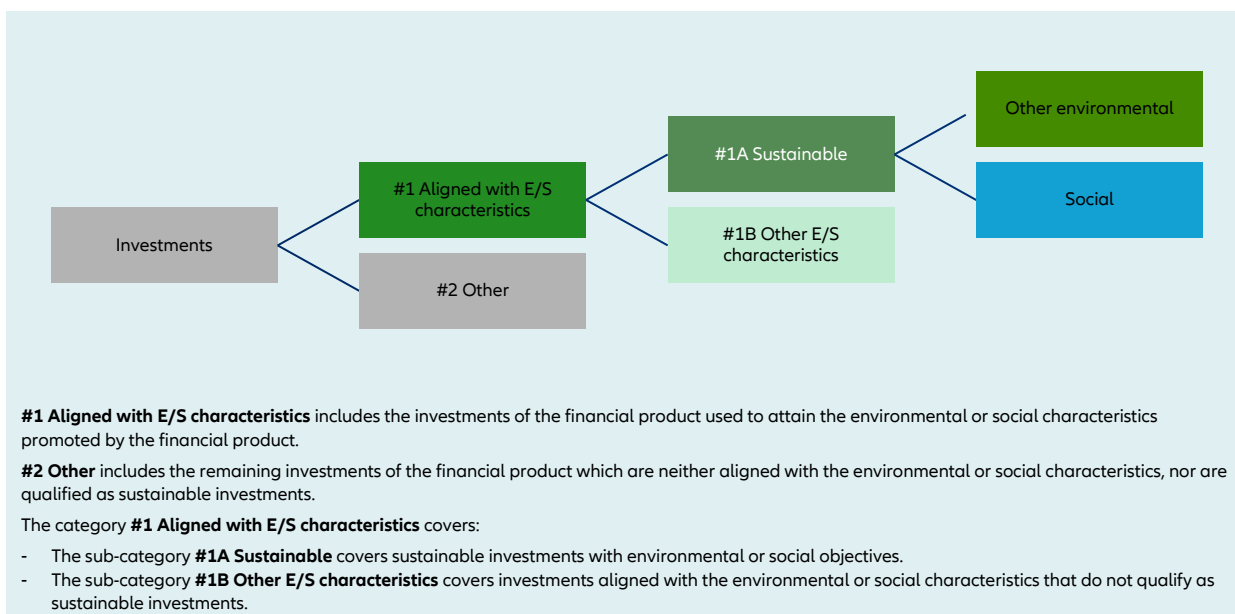 Other environmental
#1A Sustainable
#1 Aligned with E/S
characteristics
Social
Investments
#1B Other E/S
characteristics
#2 Other
#1 Aligned with E/S characteristics includes the investments of the financial product used to attain the environmental or social characteristics
promoted by the financial product.
#2 Other includes the remaining investments of the financial product which are neither aligned with the environmental or social characteristics, nor are
qualified as sustainable investments.
The category #1 Aligned with E/S characteristics covers:
- The sub-category #1A Sustainable covers sustainable investments with environmental or social objectives.
- The sub-category #1B Other E/S characteristics covers investments aligned with the environmental or social characteristics that do not qualify as
sustainable investments.